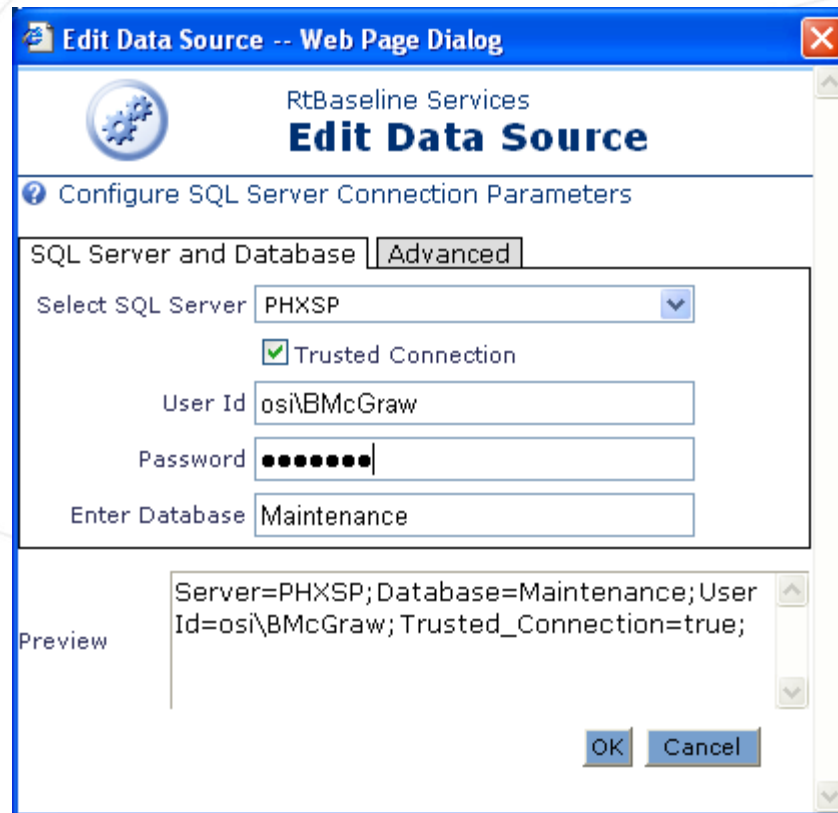 Edit Data Source -- Web Page Dialog
RtBaseline Services
Edit Data Source
Configure SQL Server Connection Parameters
SQL Server and Database Advanced
Select SQL Server PHXSP
Trusted Connection
User Id osi\BMcGraw
Password ●●●●●●●
Enter Database Maintenance
Preview
Server=PHXSP;Database=Maintenance;User
Id=osi\BMcGraw;Trusted_Connection=true;
OK Cancel